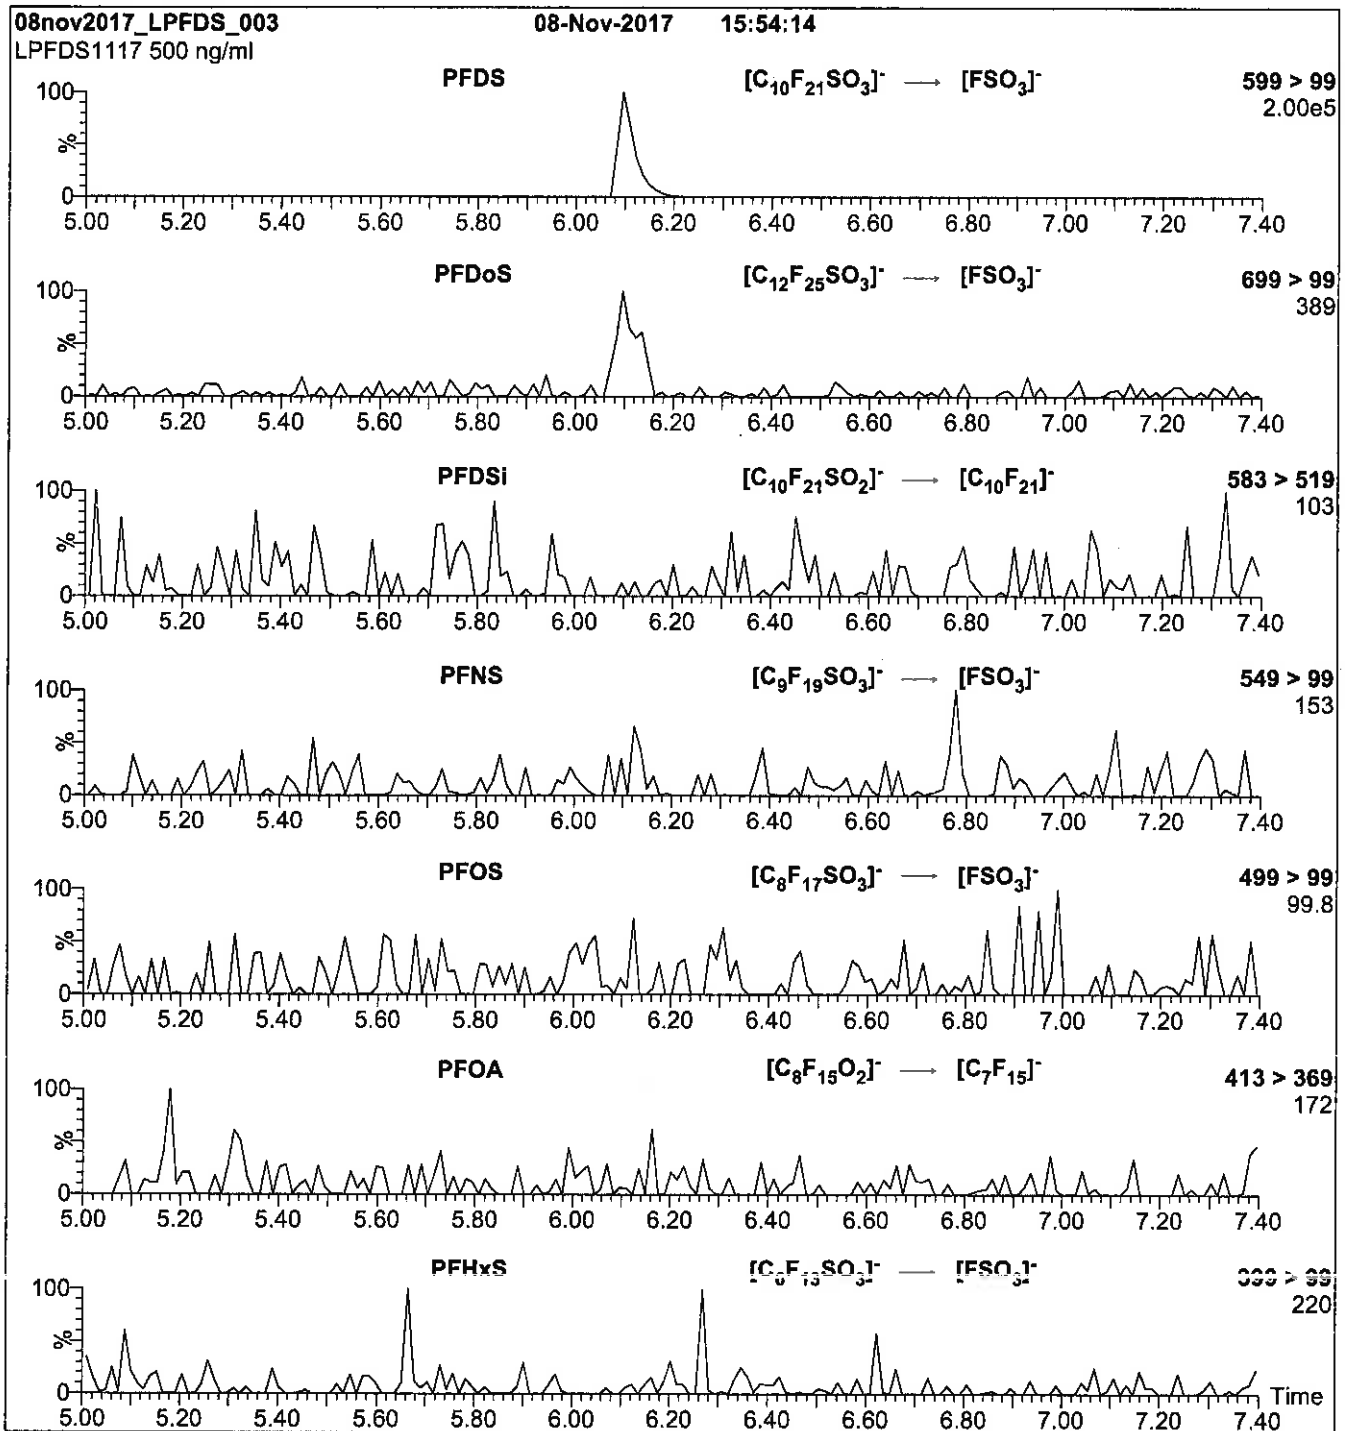 08nov2017_LPFDS_003 08-Nov-2017 15:54:14
LPFDS1117 500 ng/ml
PFDS [C₁₀F₂₁SO₃]⁻ → [FSO₃]⁻ 599 > 99
2.00e5
100
%
0
5.00 5.20 5.40 5.60 5.80 6.00 6.20 6.40 6.60 6.80 7.00 7.20 7.40
PFDoS [C₁₂F₂₅SO₃]⁻ → [FSO₃]⁻ 699 > 99
389
100
%
0
5.00 5.20 5.40 5.60 5.80 6.00 6.20 6.40 6.60 6.80 7.00 7.20 7.40
PFDSi [C₁₀F₂₁SO₂]⁻ → [C₁₀F₂₁]⁻ 583 > 519
103
100
%
0
5.00 5.20 5.40 5.60 5.80 6.00 6.20 6.40 6.60 6.80 7.00 7.20 7.40
PFNS [C₉F₁₉SO₃]⁻ → [FSO₃]⁻ 549 > 99
153
100
%
0
5.00 5.20 5.40 5.60 5.80 6.00 6.20 6.40 6.60 6.80 7.00 7.20 7.40
PFOS [C₈F₁₇SO₃]⁻ → [FSO₃]⁻ 499 > 99
99.8
100
%
0
5.00 5.20 5.40 5.60 5.80 6.00 6.20 6.40 6.60 6.80 7.00 7.20 7.40
PFOA [C₈F₁₅O₂]⁻ → [C₇F₁₅]⁻ 413 > 369
172
100
%
0
5.00 5.20 5.40 5.60 5.80 6.00 6.20 6.40 6.60 6.80 7.00 7.20 7.40
PFHxS [C₆F₁₃SO₃]⁻ → [FSO₃]⁻ 399 > 99
220
100
%
0
Time
5.00 5.20 5.40 5.60 5.80 6.00 6.20 6.40 6.60 6.80 7.00 7.20 7.40